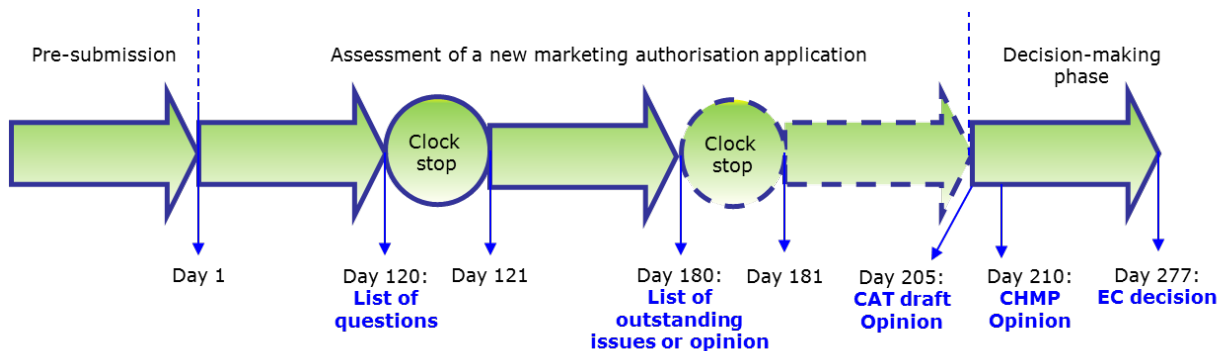 Pre-submission
Assessment of a new marketing authorisation application
Decision-making
phase
Clock
stop
Clock
stop
Day 1
Day 120:
List of
questions
Day 121
Day 180:
List of
outstanding
issues or opinion
Day 181
Day 205:
CAT draft
Opinion
Day 210:
CHMP
Opinion
Day 277:
EC decision